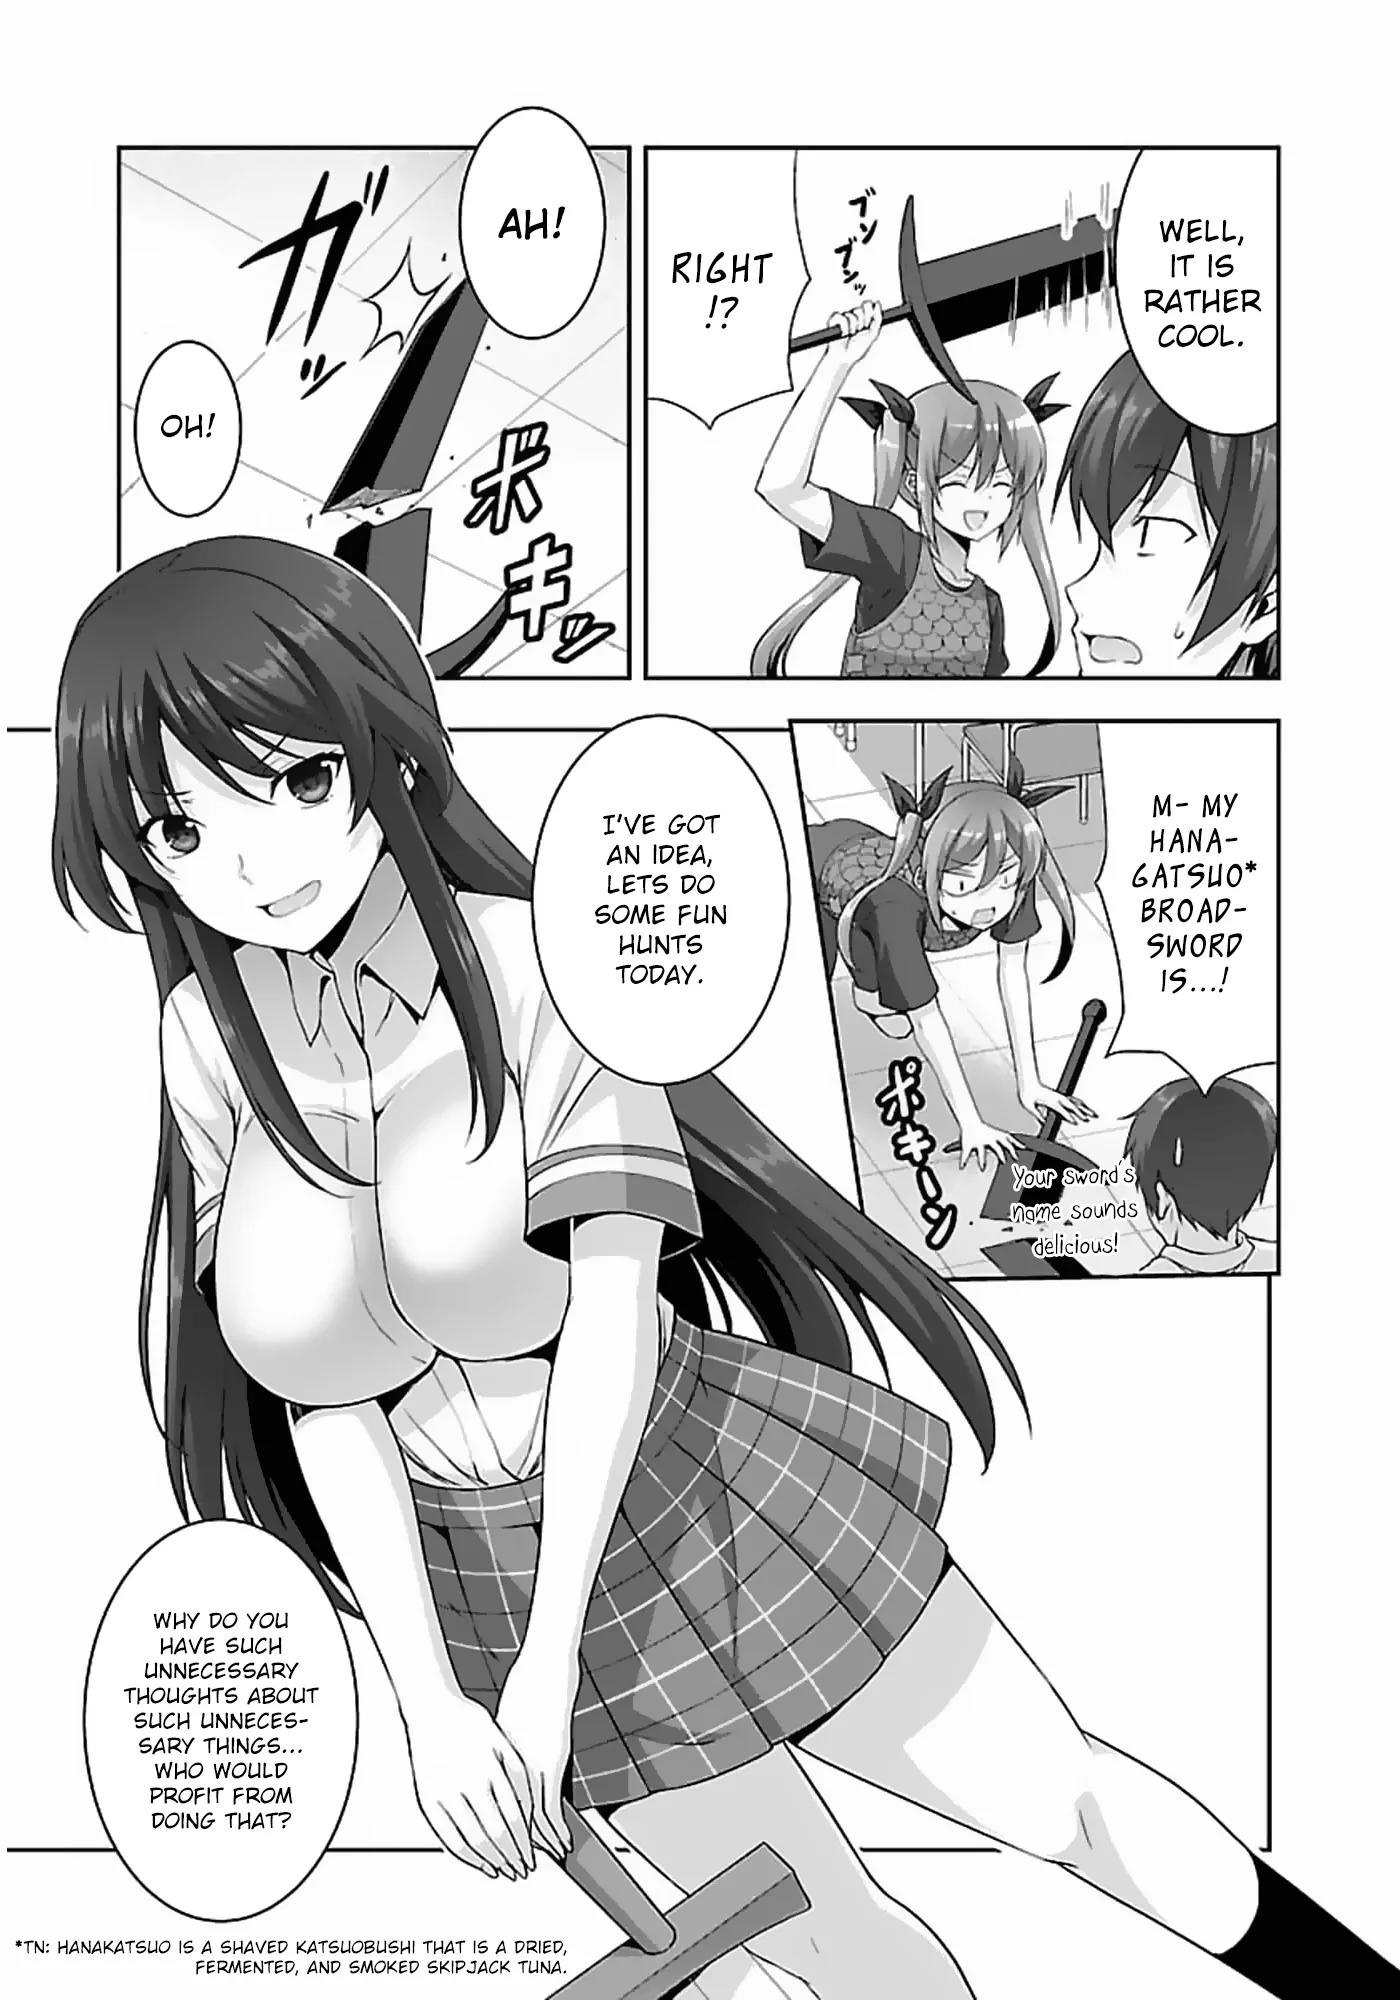 WELL,
IT IS
RATHER
COOL.
ブンブンッ
RIGHT
!?
AH!
ガッ
OH!
ボキッ
M- MY
HANA-
GATSUO*
BROAD-
SWORD
IS...!
ポキーン
Your sword's
name sounds
delicious!
I'VE GOT
AN IDEA,
LETS DO
SOME FUN
HUNTS
TODAY.
WHY DO YOU
HAVE SUCH
UNNECESSARY
THOUGHTS ABOUT
SUCH UNNECES-
SARY THINGS...
WHO WOULD
PROFIT FROM
DOING THAT?
*TN: HANAKATSUO IS A SHAVED KATSUOBUSHI THAT IS A DRIED,
FERMENTED, AND SMOKED SKIPJACK TUNA.